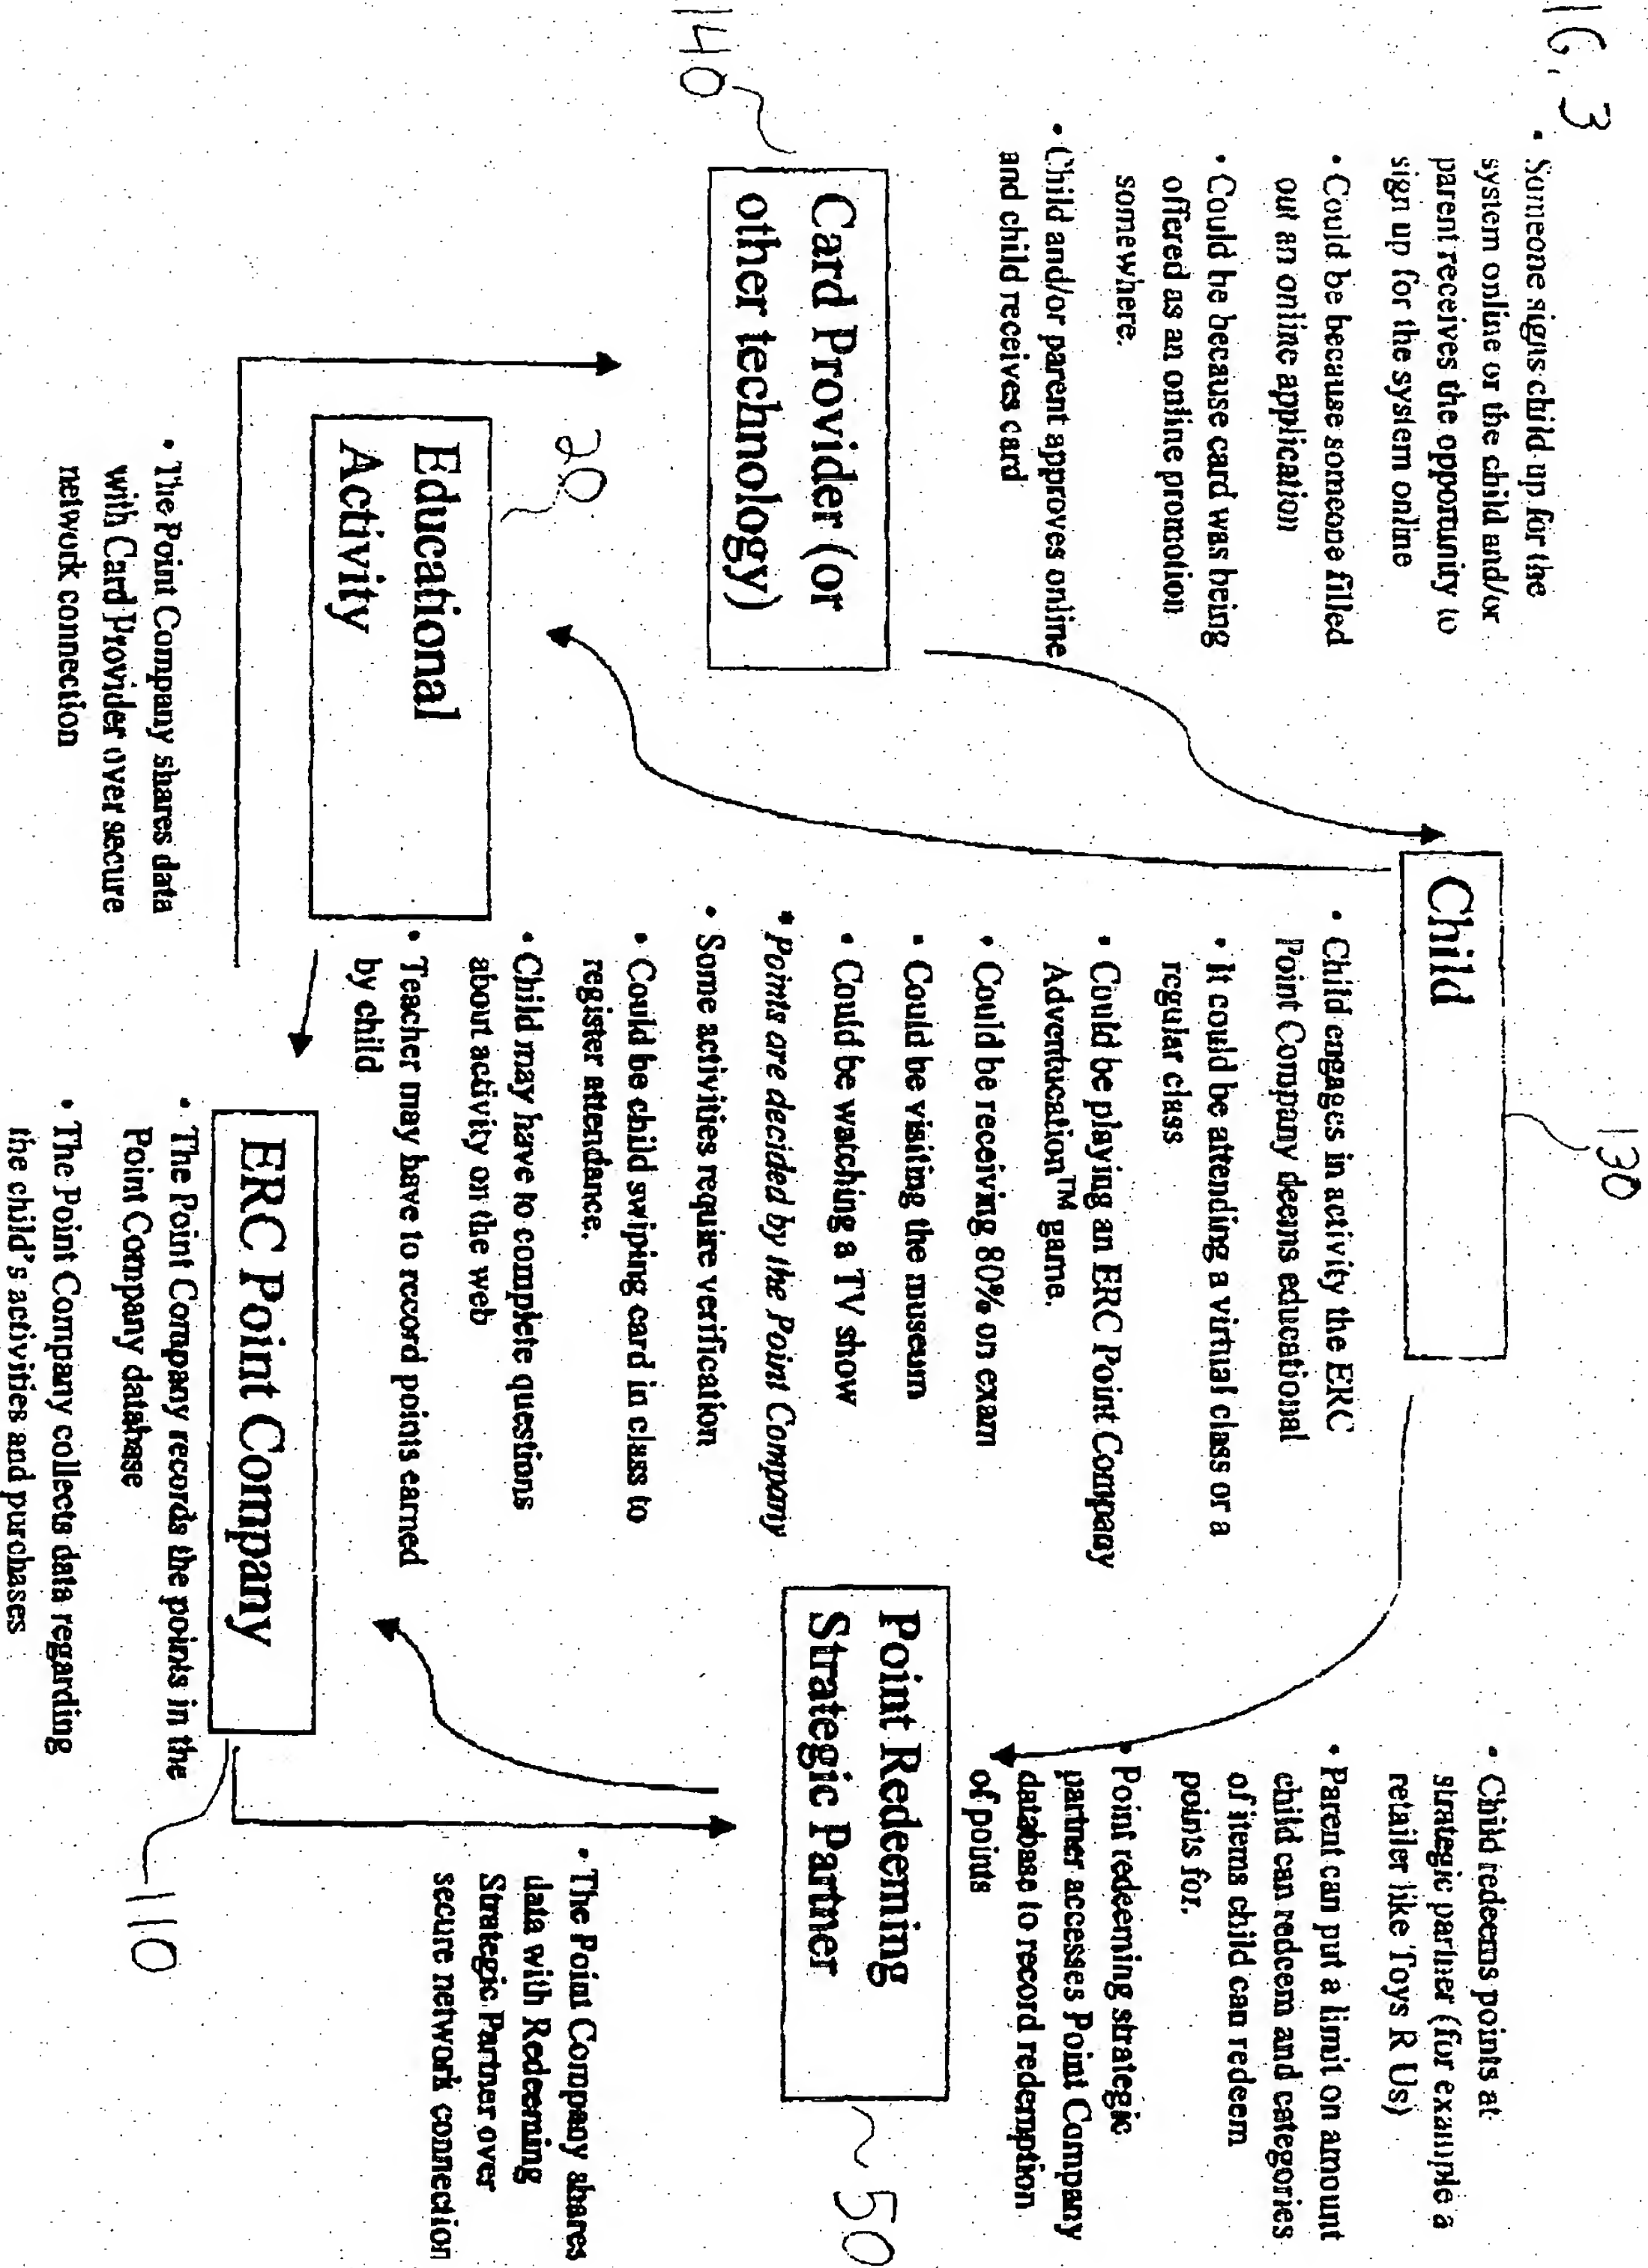 IG. 3
• Someone signs child up for the
system online or the child and/or
parent receives the opportunity to
sign up for the system online
• Could be because someone filled
out an online application
• Could be because card was being
offered as an online promotion
somewhere.
• Child and/or parent approves online
and child receives card
140
Card Provider (or
other technology)
20
Educational
Activity
• The Point Company shares data
with Card Provider over secure
network connection
130
Child
• Child engages in activity the ERC
Point Company deems educational
• It could be attending a virtual class or a
regular class
• Could be playing an ERC Point Company
Adventucation™ game.
• Could be receiving 80% on exam
• Could be visiting the museum
• Could be watching a TV show
* Points are decided by the Point Company
• Some activities require verification
• Could be child swiping card in class to
register attendance.
• Child may have to complete questions
about activity on the web
• Teacher may have to record points earned
by child
ERC Point Company
• The Point Company records the points in the
Point Company database
• The Point Company collects data regarding
the child's activities and purchases
110
• Child redeems points at
strategic partner (for example a
retailer like Toys R Us)
• Parent can put a limit on amount
child can redeem and categories
of items child can redeem
points for.
• Point redeeming strategic
partner accesses Point Company
database to record redemption
of points
Point Redeeming
Strategic Partner
50
• The Point Company shares
data with Redeeming
Strategic Partner over
secure network connection